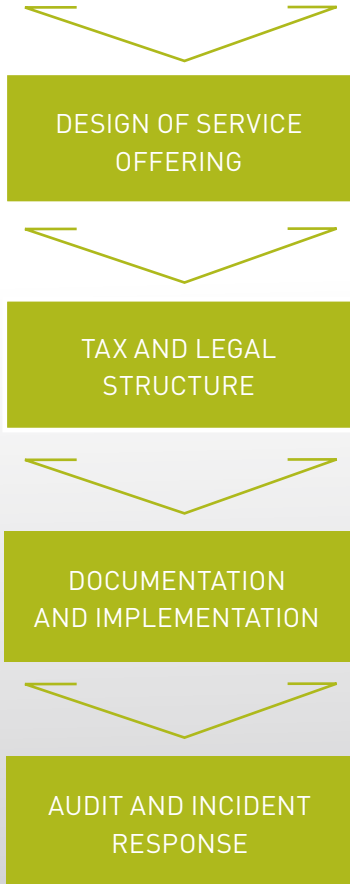 DESIGN OF SERVICE
OFFERING
TAX AND LEGAL
STRUCTURE
DOCUMENTATION
AND IMPLEMENTATION
AUDIT AND INCIDENT
RESPONSE